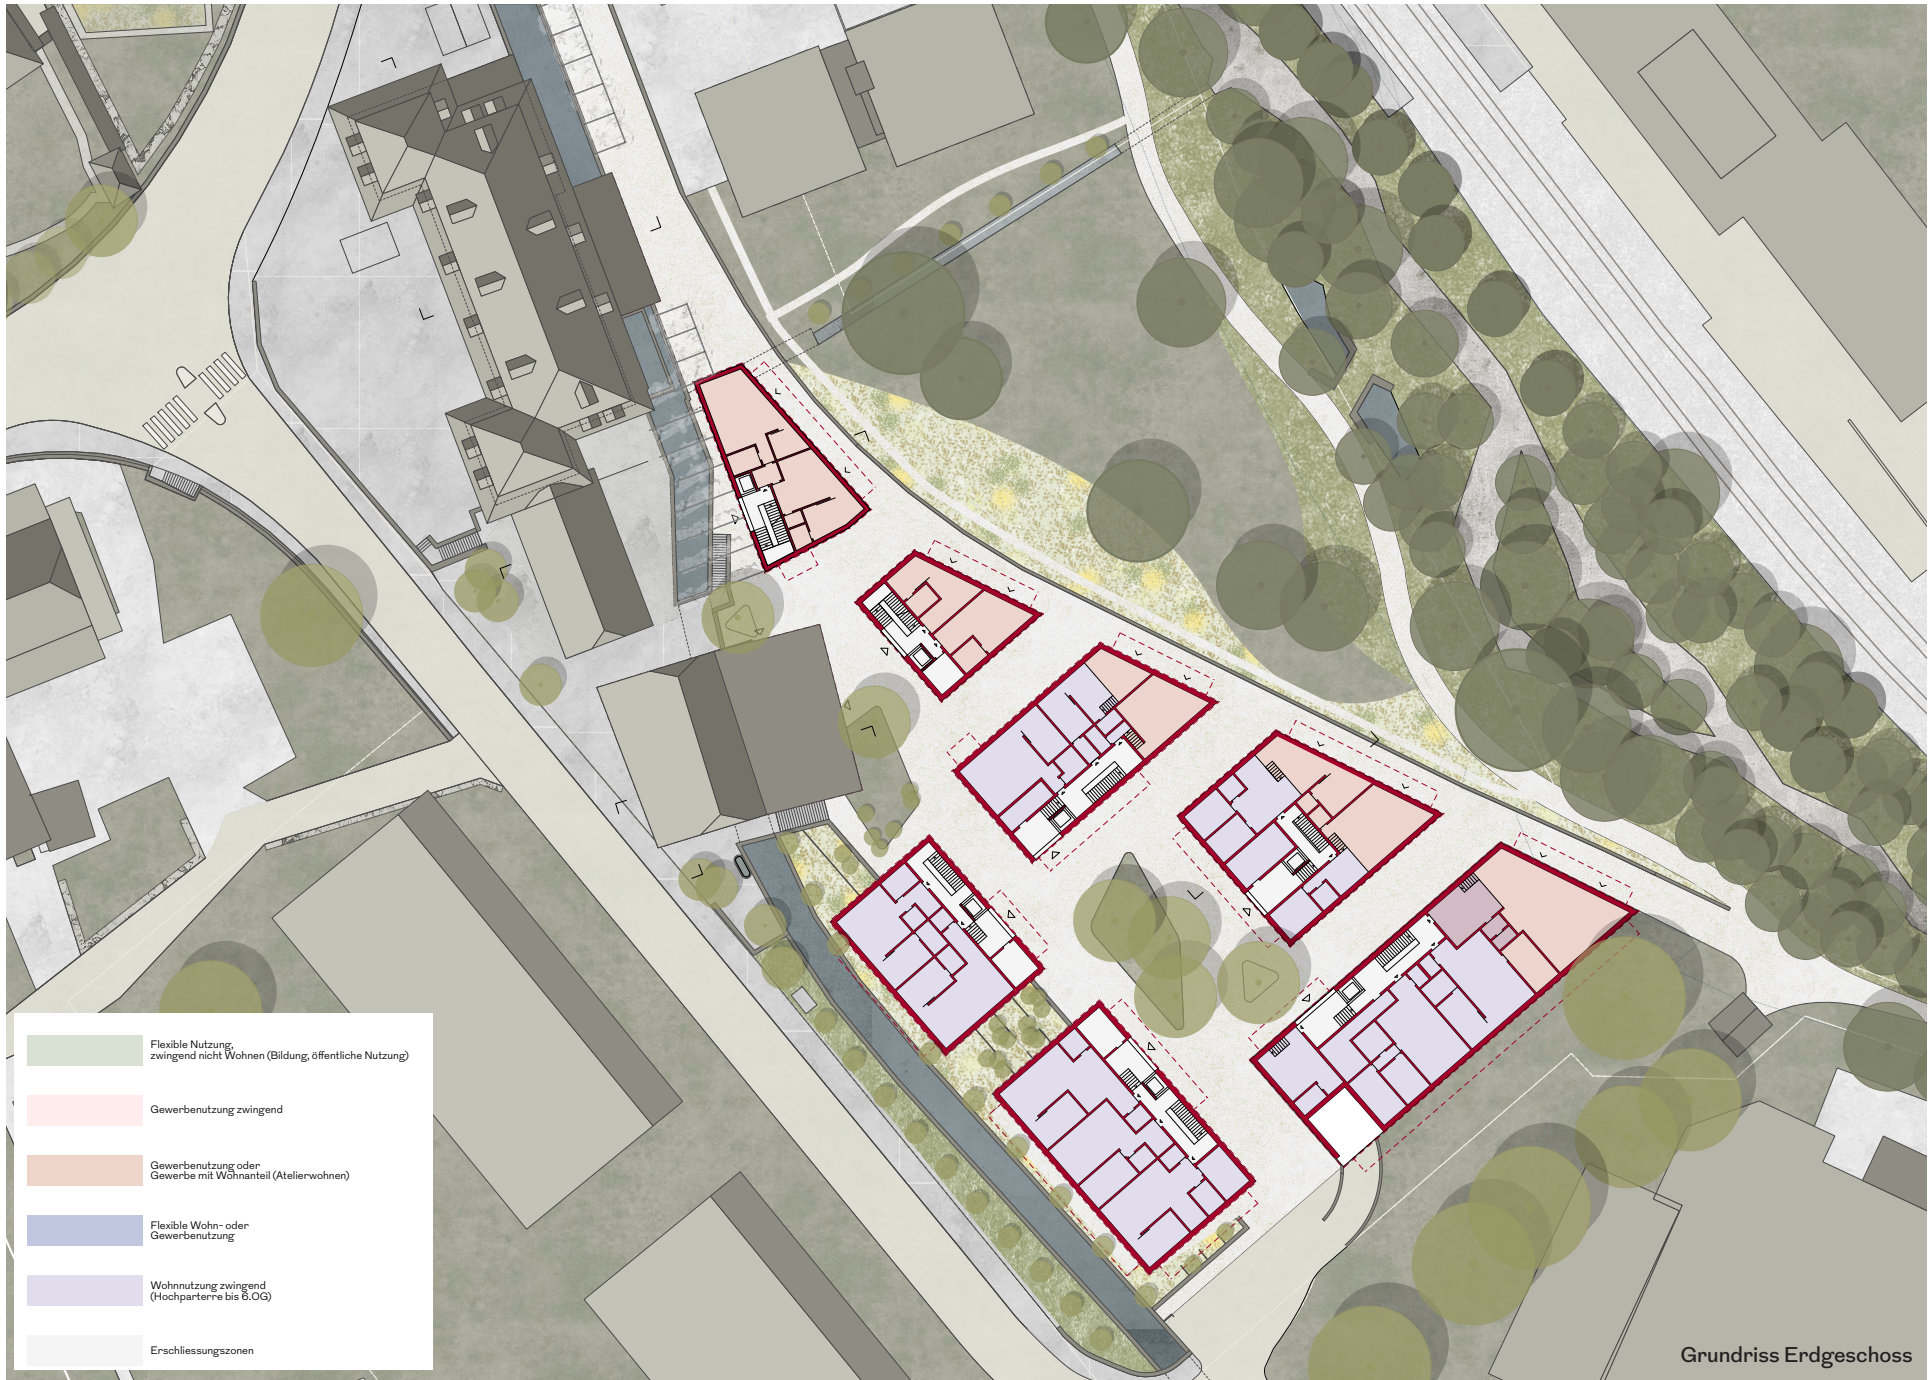 Flexible Nutzung,
zwingend nicht Wohnen (Bildung, öffentliche Nutzung)
Gewerbenutzung zwingend
Gewerbenutzung oder
Gewerbe mit Wohnanteil (Atelierwohnen)
Flexible Wohn- oder
Gewerbenutzung
Wohnnutzung zwingend
(Hochparterre bis 6.OG)
Erschliessungszonen
Grundriss Erdgeschoss